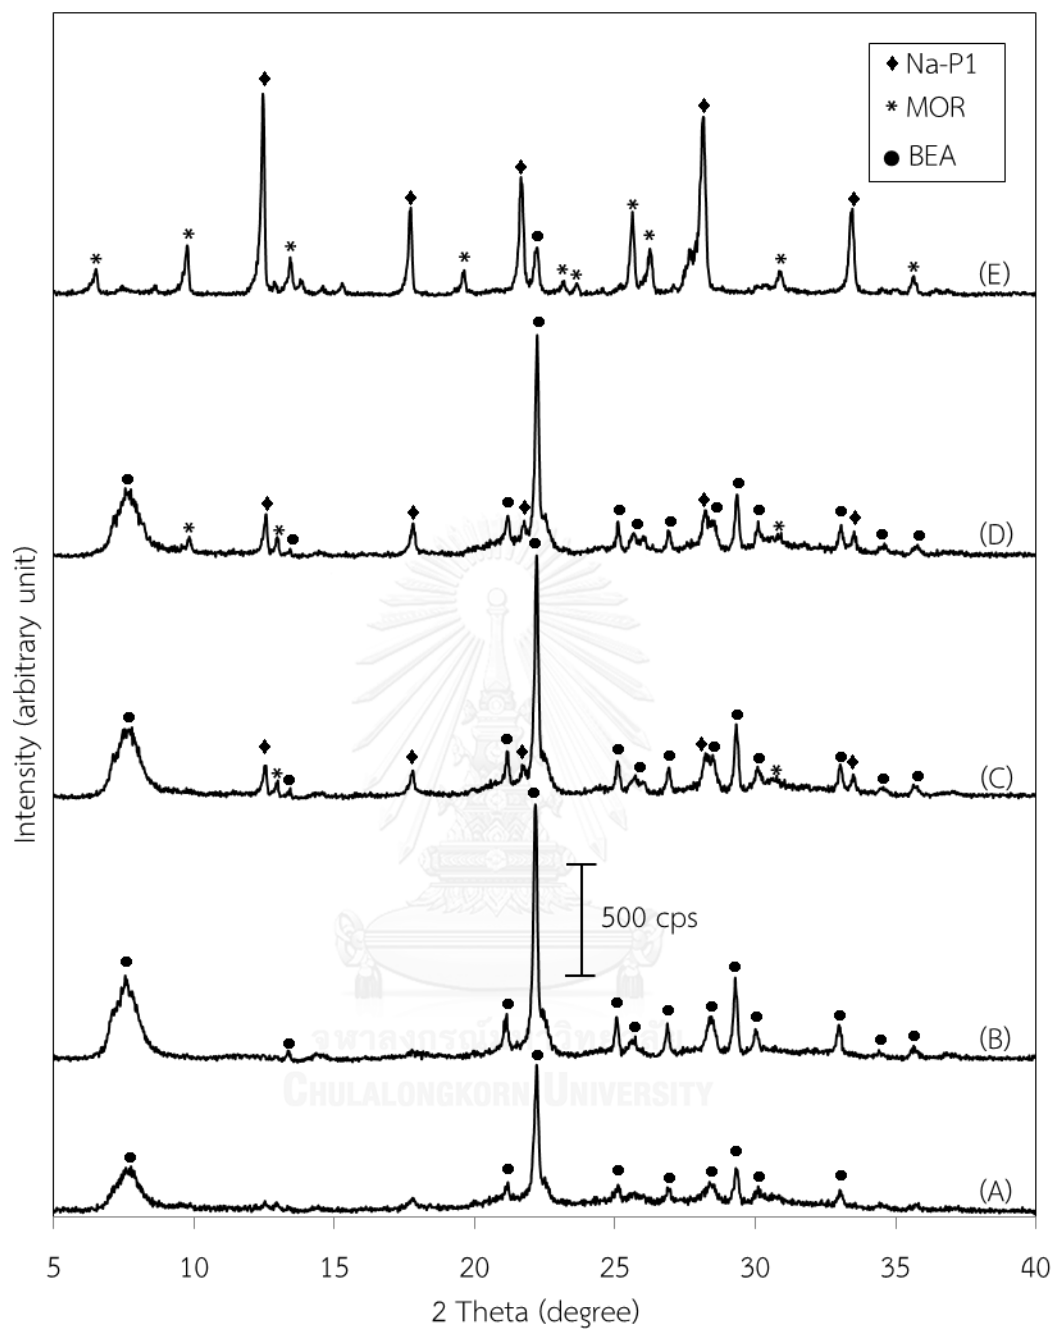 ♦ Na-P1
* MOR
● BEA
(E)
(D)
(C)
500 cps
(B)
จุฬาลงกรณ์มหาวิทยาลัย
CHULALONGKORN UNIVERSITY
(A)
Intensity (arbitrary unit)
5 10 15 20 25 30 35 40
2 Theta (degree)